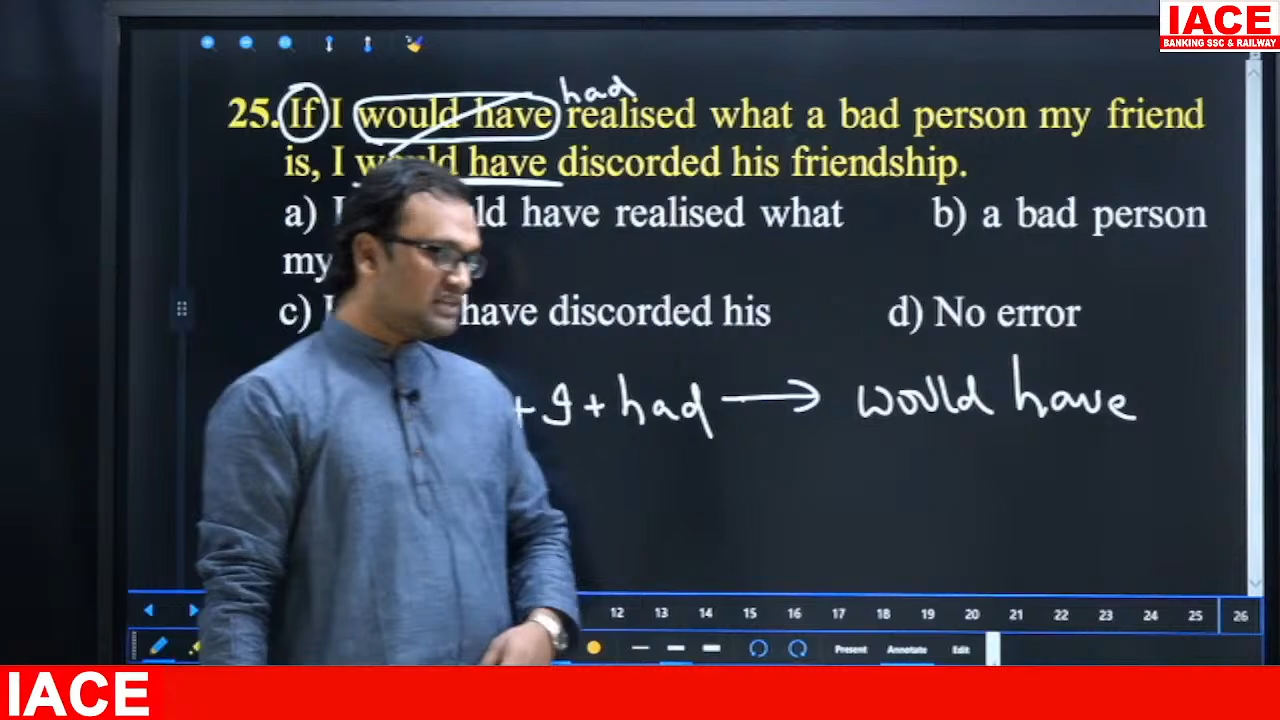 IACE
BANKING SSC & RAILWAY
had
25. If I would have realised what a bad person my friend
is, I would have discorded his friendship.
a) I would have realised what b) a bad person
my
c) I have discorded his d) No error
+ I + had → would have
12 13 14 15 16 17 18 19 20 21 22 23 24 25 26
Present Annotate Edit
IACE